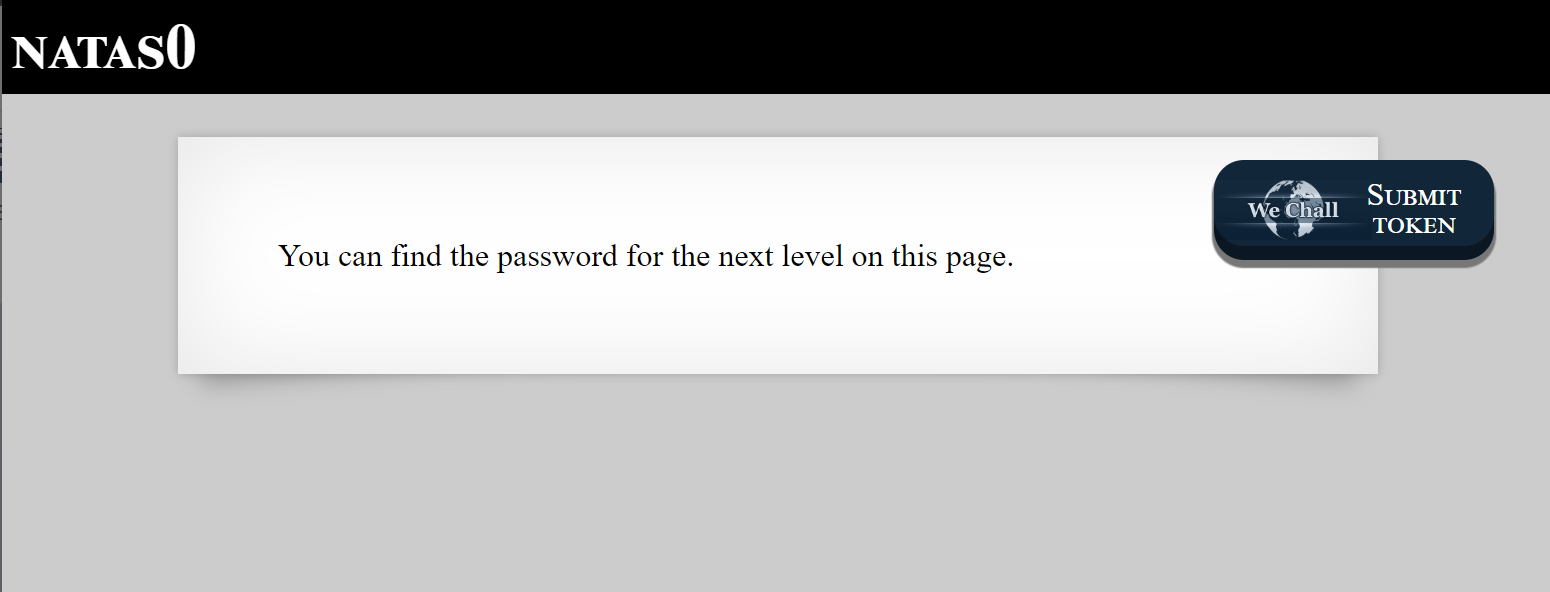 NATAS0
You can find the password for the next level on this page.
We Chall
SUBMIT
TOKEN